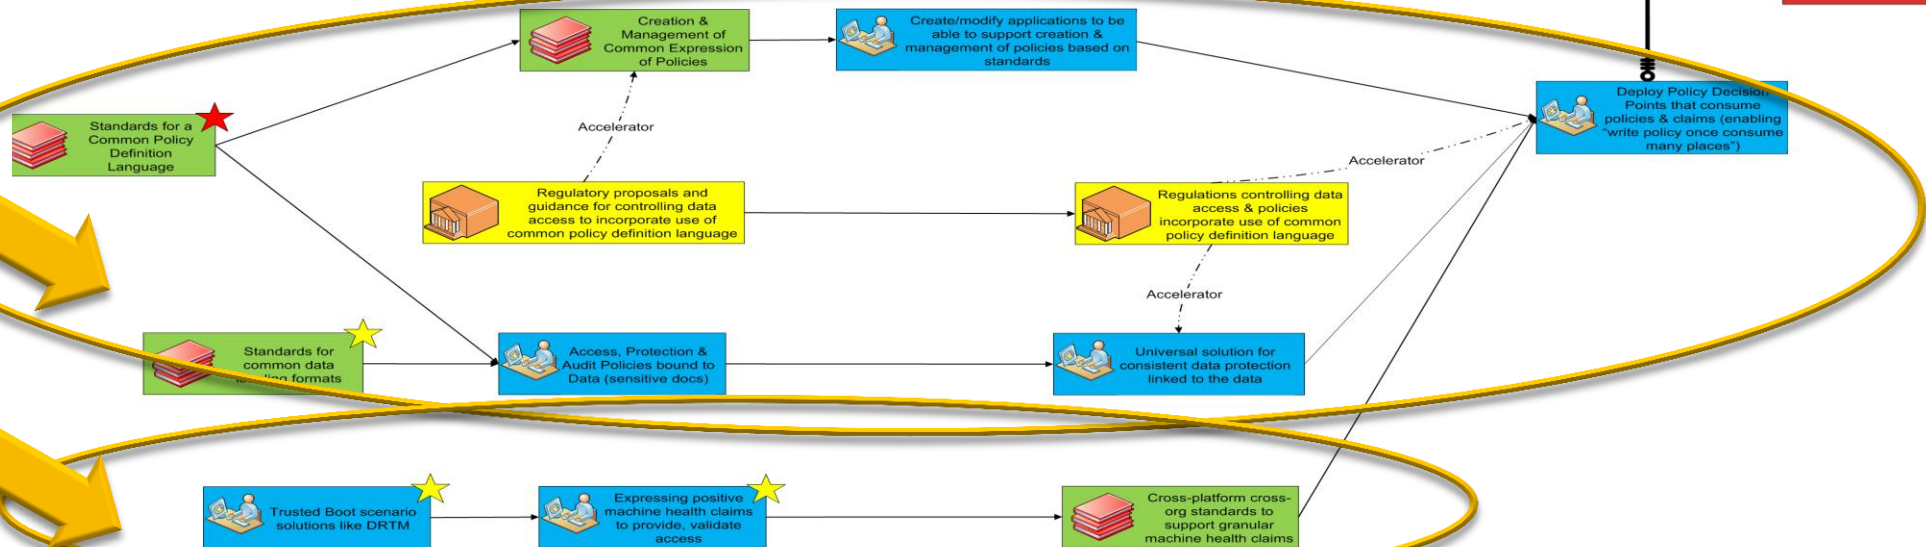 Creation &
Management of
Common Expression
of Policies
Create/modify applications to be
able to support creation &
management of policies based on
standards
Deploy Policy Decision
Points that consume
policies & claims (enabling
"write policy once consume
many places")
Standards for a
Common Policy
Definition
Language
Accelerator
Accelerator
Regulatory proposals and
guidance for controlling data
access to incorporate use of
common policy definition language
Regulations controlling data
access & policies
incorporate use of common
policy definition language
Accelerator
Standards for
common data
formats
Access, Protection &
Audit Policies bound to
Data (sensitive docs)
Universal solution for
consistent data protection
linked to the data
Trusted Boot scenario
solutions like DRTM
Expressing positive
machine health claims
to provide, validate
access
Cross-platform cross-
org standards to
support granular
machine health claims